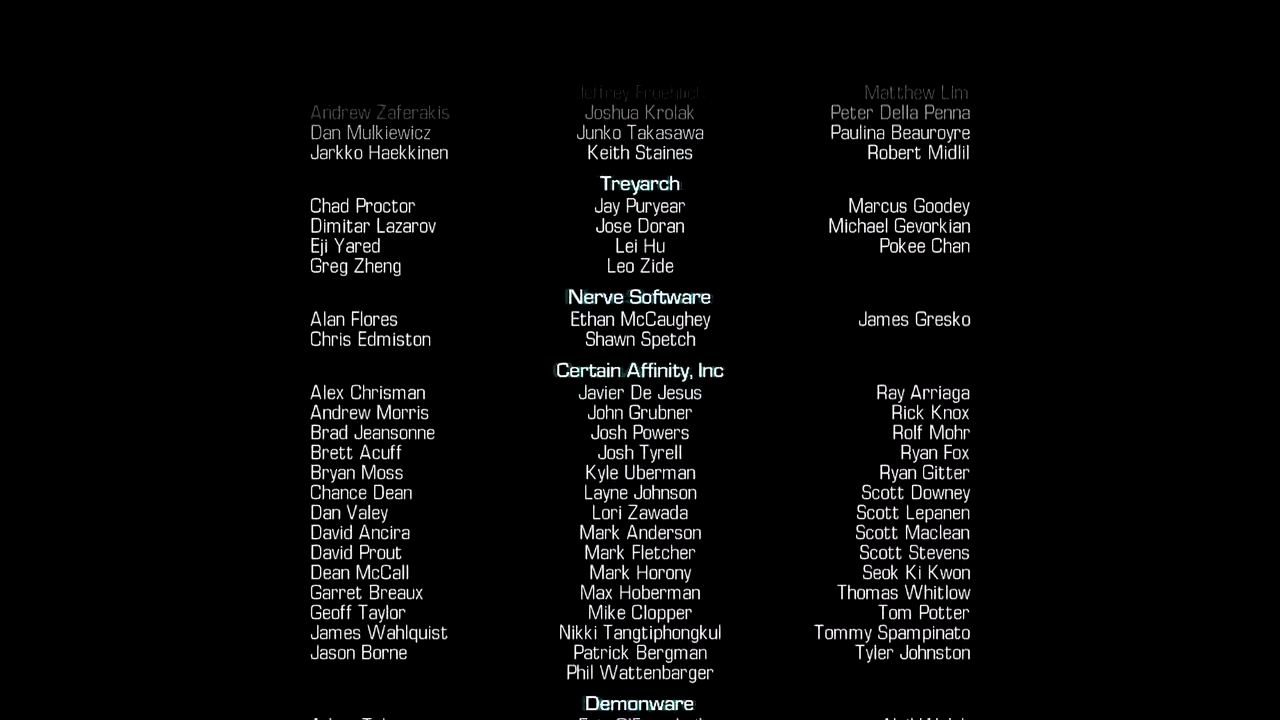 Matthew Lim
Andrew Zaferakis Joshua Krolak Peter Della Penna
Dan Mulkiewicz Junko Takasawa Paulina Beauroyre
Jarkko Haekkinen Keith Staines Robert Midlil
Treyarch
Chad Proctor Jay Puryear Marcus Goodey
Dimitar Lazarov Jose Doran Michael Gevorkian
Eji Yared Lei Hu Pokee Chan
Greg Zheng Leo Zide
Nerve Software
Alan Flores Ethan McCaughey James Gresko
Chris Edmiston Shawn Spetch
Certain Affinity, Inc
Alex Chrisman Javier De Jesus Ray Arriaga
Andrew Morris John Grubner Rick Knox
Brad Jeansonne Josh Powers Rolf Mohr
Brett Acuff Josh Tyrell Ryan Fox
Bryan Moss Kyle Uberman Ryan Gitter
Chance Dean Layne Johnson Scott Downey
Dan Valey Lori Zawada Scott Lepanen
David Ancira Mark Anderson Scott Maclean
David Prout Mark Fletcher Scott Stevens
Dean McCall Mark Horony Seok Ki Kwon
Garret Breaux Max Hoberman Thomas Whitlow
Geoff Taylor Mike Clopper Tom Potter
James Wahlquist Nikki Tangtiphongkul Tommy Spampinato
Jason Borne Patrick Bergman Tyler Johnston
Phil Wattenbarger
Demonware